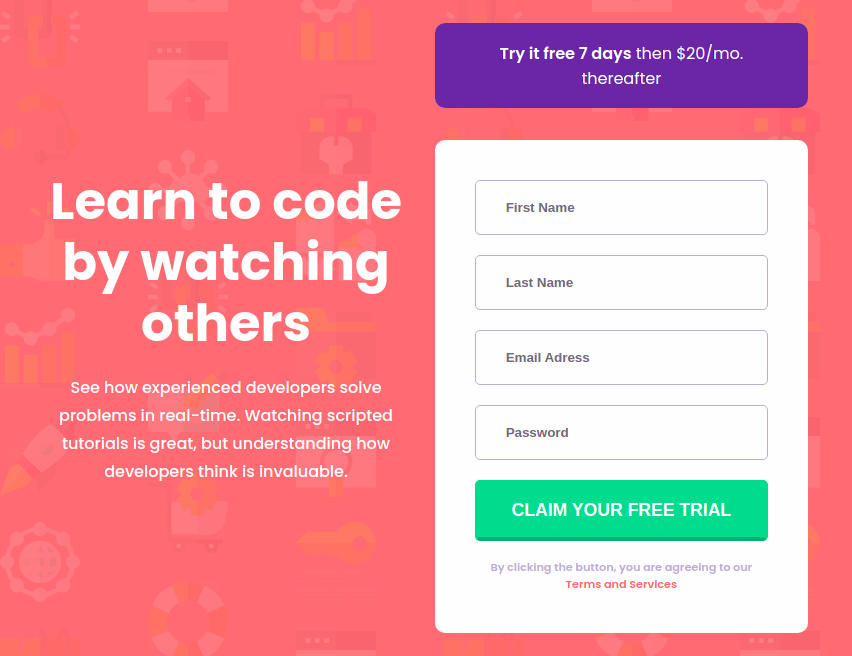 Learn to code
by watching
others
See how experienced developers solve
problems in real-time. Watching scripted
tutorials is great, but understanding how
developers think is invaluable.
Try it free 7 days then $20/mo.
thereafter
First Name
Last Name
Email Adress
Password
CLAIM YOUR FREE TRIAL
By clicking the button, you are agreeing to our
Terms and Services